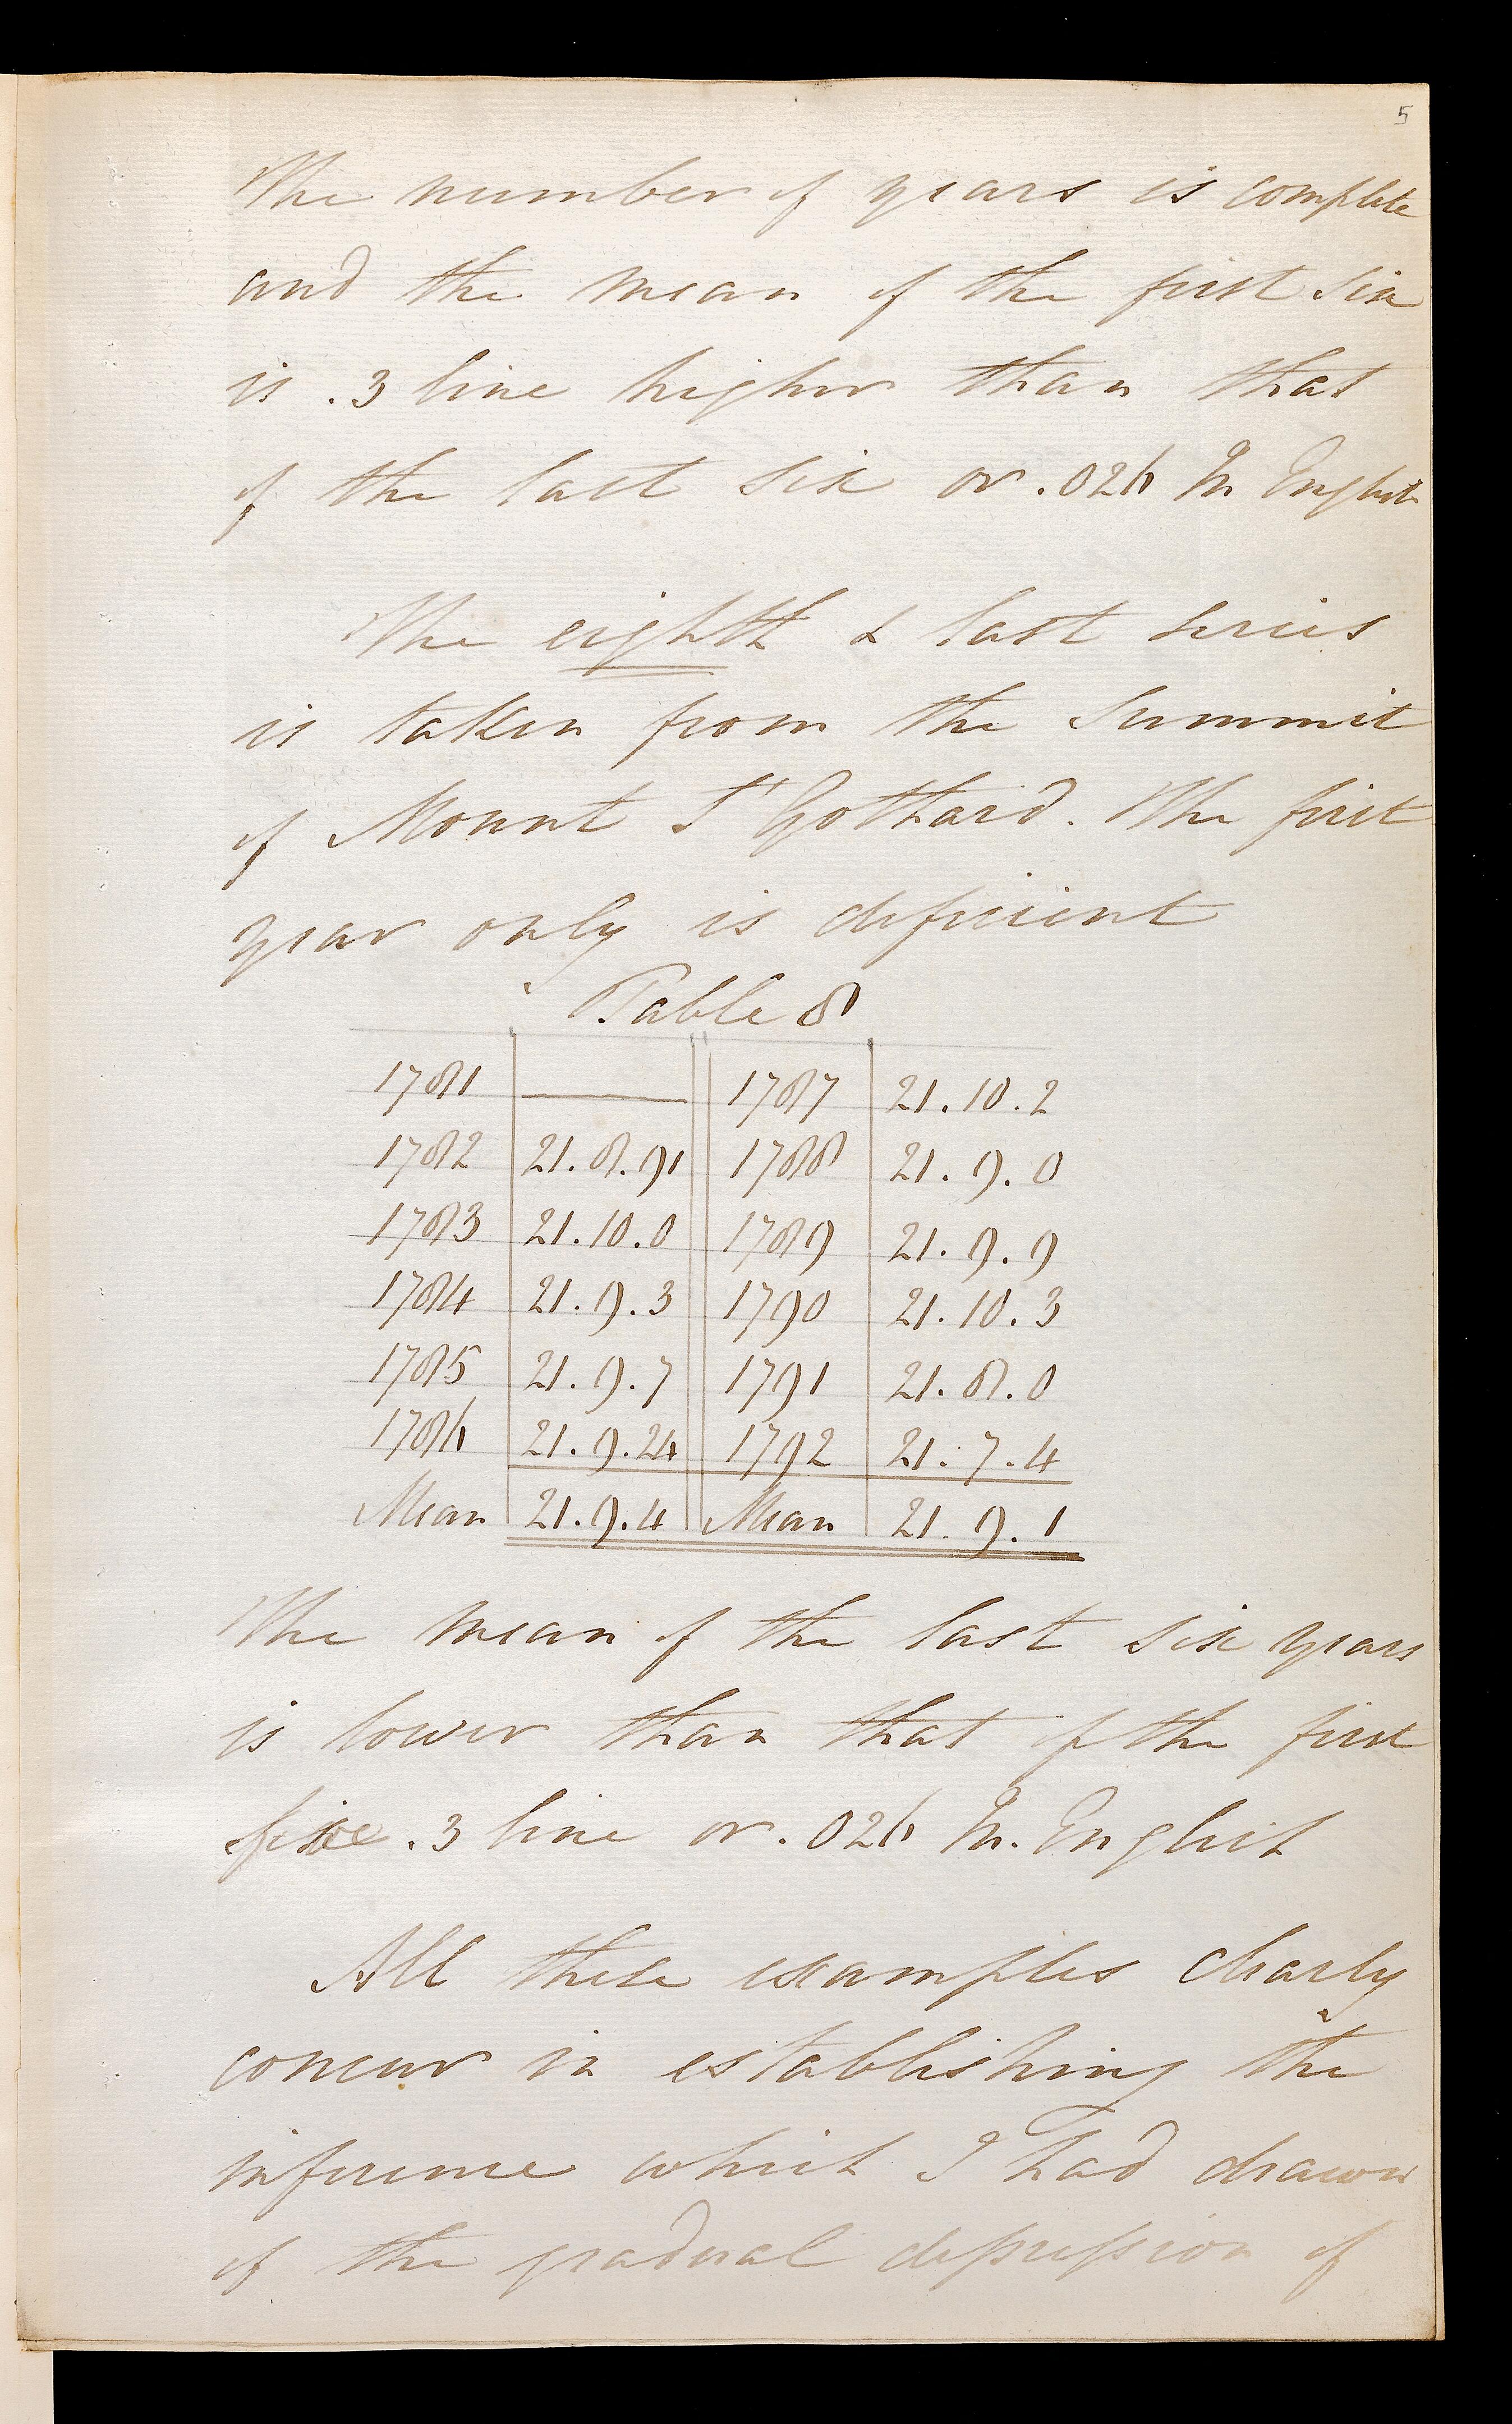 5
The number of years is complete
and the mean of the first six
is .3 line higher than that
of the last six or .026 In English
The eighth & last series
is taken from the Summit
of Mount St Gothard. The first
year only is deficient
Table 8
1781 | —— | 1787 | 21.10.2
1782 | 21.8.91 | 1788 | 21.9.0
1783 | 21.10.0 | 1789 | 21.9.9
1784 | 21.9.3 | 1790 | 21.10.3
1785 | 21.9.7 | 1791 | 21.8.0
1786 | 21.9.24 | 1792 | 21.7.4
Mean | 21.9.4 | Mean | 21.9.1
The mean of the last six years
is lower than that of the first
five .3 line or .026 In. English
All these examples clearly
concur in establishing the
inference which I had drawn
of the gradual depression of